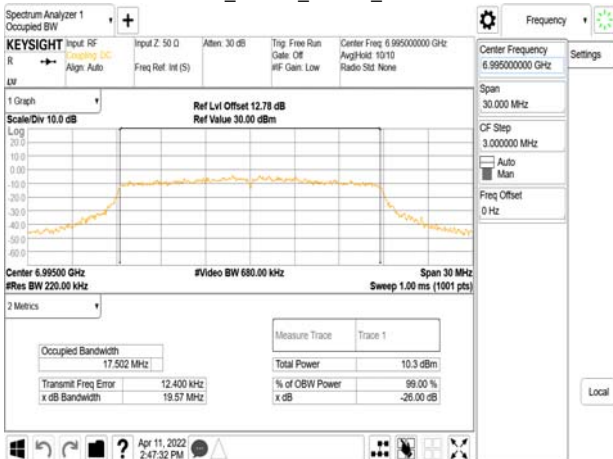 Spectrum Analyzer 1
Occupied BW
+
Frequency
KEYSIGHT
R
Input: RF
Coupling: DC
Align: Auto
Input Z: 50 Ω
Freq Ref: Int (S)
Atten: 30 dB
Trig: Free Run
Gate: Off
#IF Gain: Low
Center Freq: 6.995000000 GHz
Avg|Hold: 10/10
Radio Std: None
1 Graph
Scale/Div 10.0 dB
Ref Lvl Offset 12.78 dB
Ref Value 30.00 dBm
Log
20.0
10.0
0.00
-10.0
-20.0
-30.0
-40.0
-50.0
-60.0
Center 6.99500 GHz
#Res BW 220.00 kHz
#Video BW 680.00 kHz
Span 30 MHz
Sweep 1.00 ms (1001 pts)
2 Metrics
Measure Trace
Trace 1
Occupied Bandwidth
17.502 MHz
Total Power
10.3 dBm
Transmit Freq Error
12.400 kHz
% of OBW Power
99.00 %
x dB Bandwidth
19.57 MHz
x dB
-26.00 dB
Center Frequency
6.995000000 GHz
Settings
Span
30.000 MHz
CF Step
3.000000 MHz
Auto
Man
Freq Offset
0 Hz
Local
?
Apr 11, 2022
2:47:32 PM